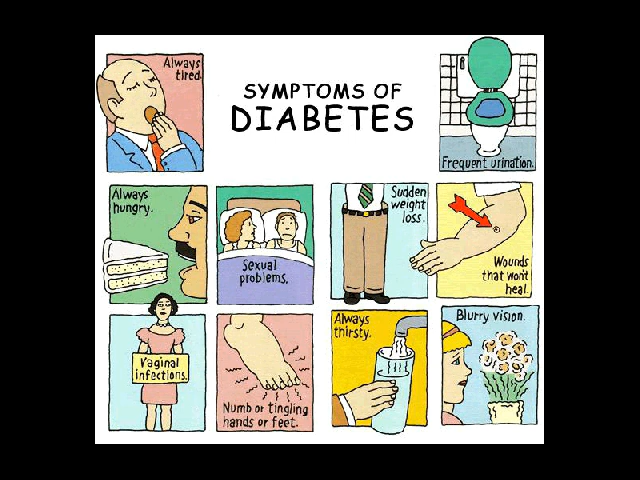 SYMPTOMS OF
DIABETES
Always
tired.
Frequent urination.
Always
hungry.
Sexual
problems.
Sudden
weight
loss.
Wounds
that won't
heal.
Vaginal
infections.
Numb or tingling
hands or feet.
Always
thirsty.
Blurry vision.